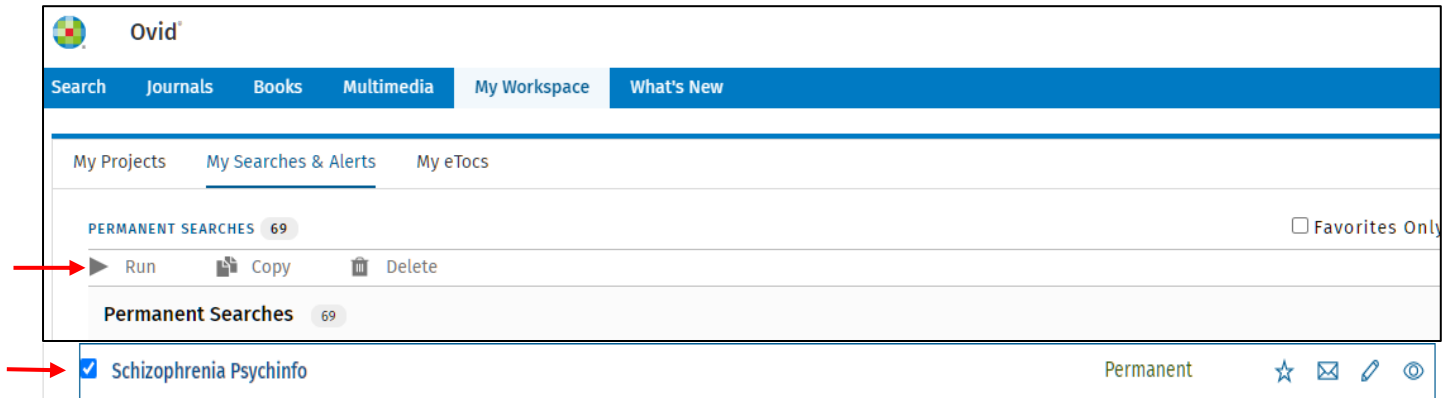 Ovid®
Search Journals Books Multimedia My Workspace What's New
My Projects My Searches & Alerts My eTocs
PERMANENT SEARCHES 69
Favorites Only
Run Copy Delete
Permanent Searches 69
Schizophrenia Psychinfo Permanent